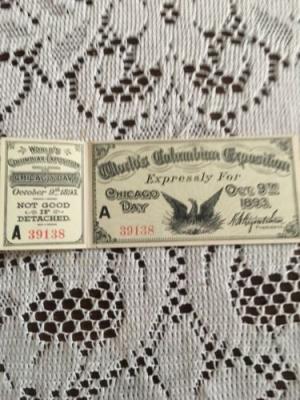 WORLD'S
COLUMBIAN EXPOSITION
CHICAGO DAY
October 9th 1893.
NOT GOOD
IF
DETACHED.
A 39138
World's Columbian Exposition
Expressly For
CHICAGO DAY
Oct. 9th 1893.
A
39138
PRESIDENT